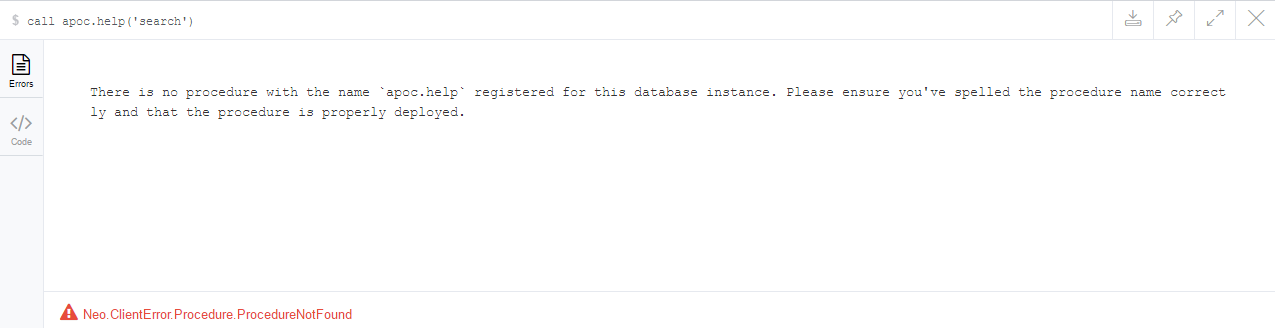 $ call apoc.help('search')
Errors
There is no procedure with the name `apoc.help` registered for this database instance. Please ensure you've spelled the procedure name correct
ly and that the procedure is properly deployed.
</>
Code
Neo.ClientError.Procedure.ProcedureNotFound